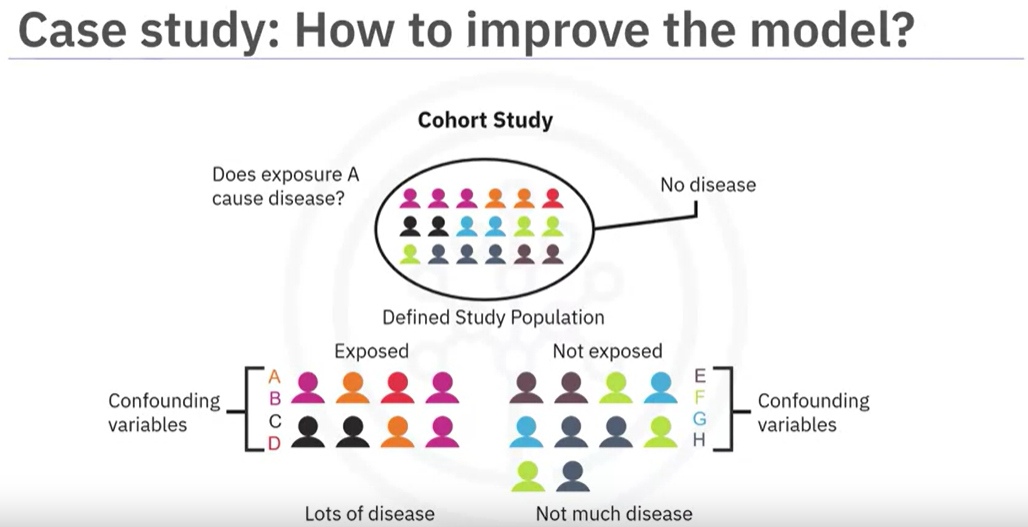 Case study: How to improve the model?
Cohort Study
Does exposure A
cause disease?
No disease
Defined Study Population
Exposed
Not exposed
Confounding
variables
A
B
C
D
E
F
G
H
Confounding
variables
Lots of disease
Not much disease